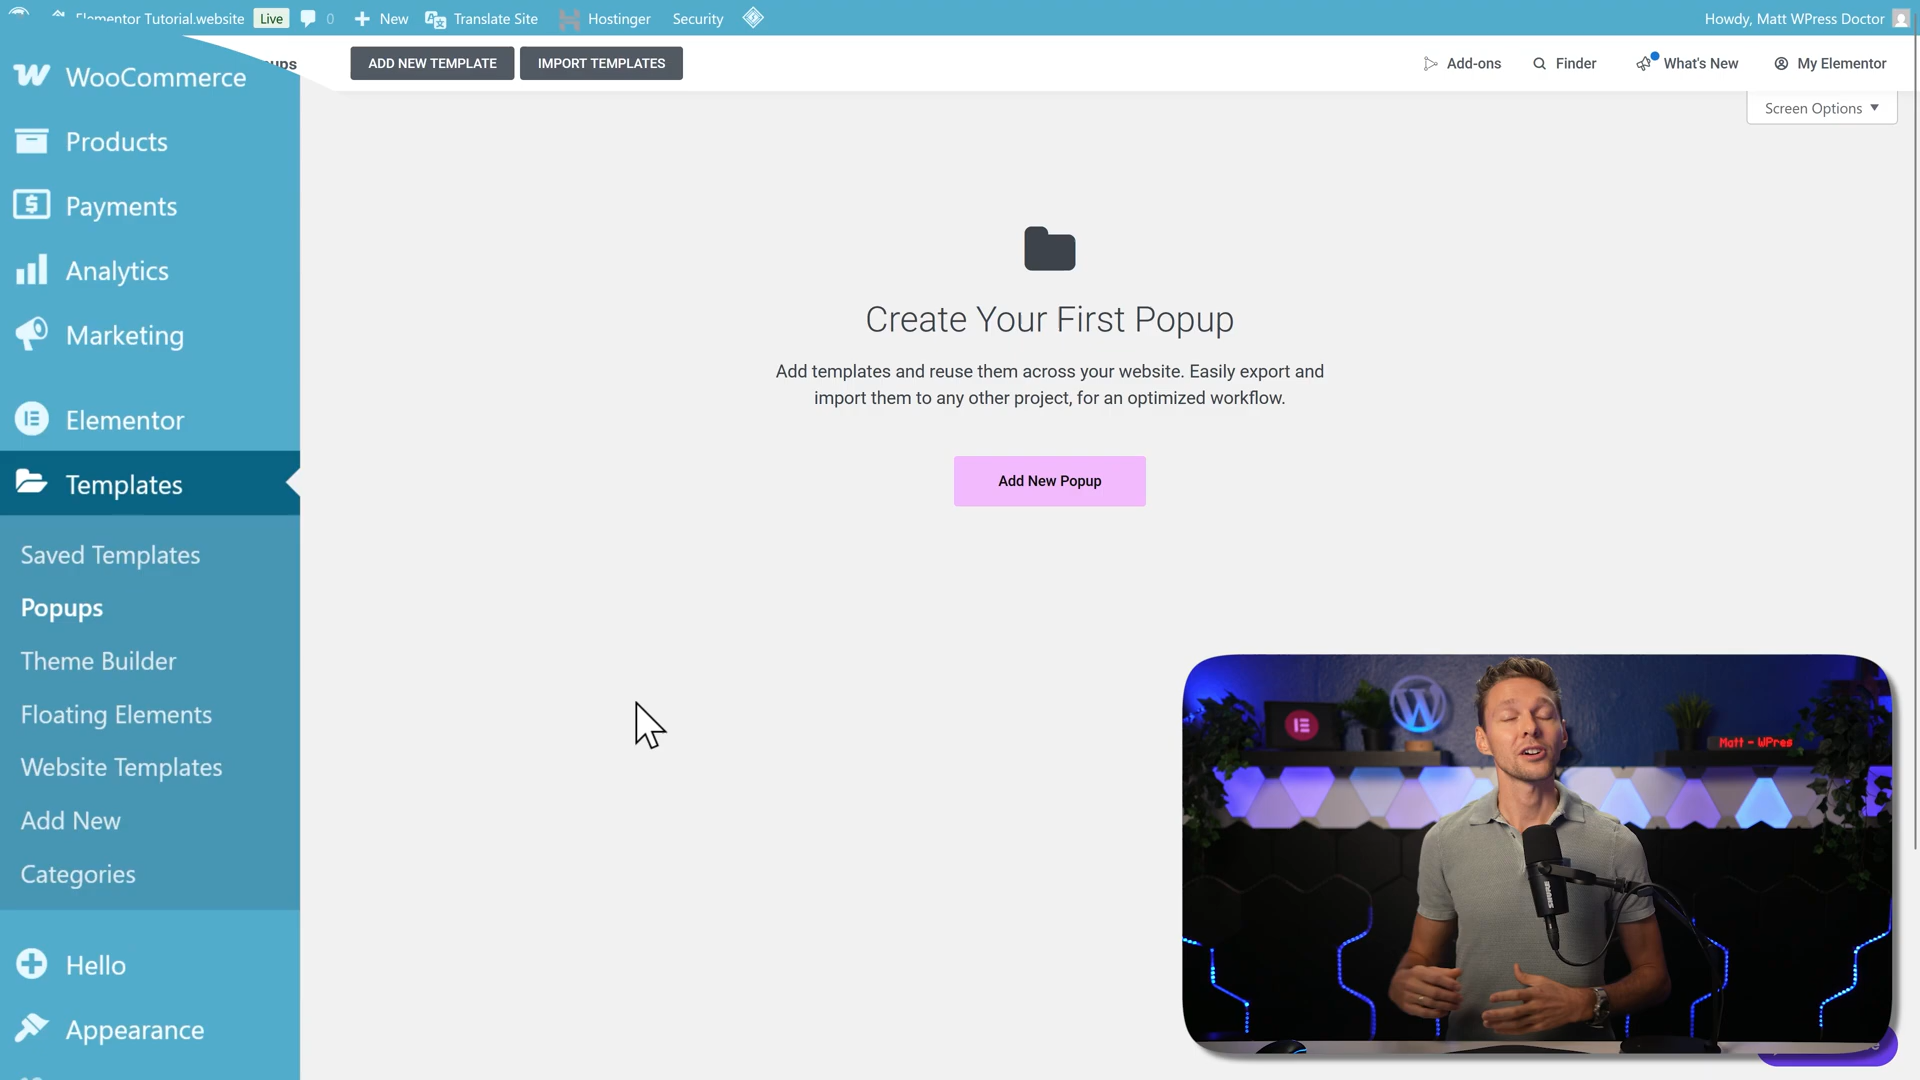 Elementor Tutorial.website
Live
0
New
Translate Site
Hostinger
Security
Howdy, Matt WPress Doctor
ADD NEW TEMPLATE
IMPORT TEMPLATES
Add-ons
Finder
What's New
My Elementor
Screen Options
WooCommerce
Products
Payments
Analytics
Marketing
Elementor
Templates
Saved Templates
Popups
Theme Builder
Floating Elements
Website Templates
Add New
Categories
Hello
Appearance
Create Your First Popup
Add templates and reuse them across your website. Easily export and
import them to any other project, for an optimized workflow.
Add New Popup
Matt - WPres
SHURE